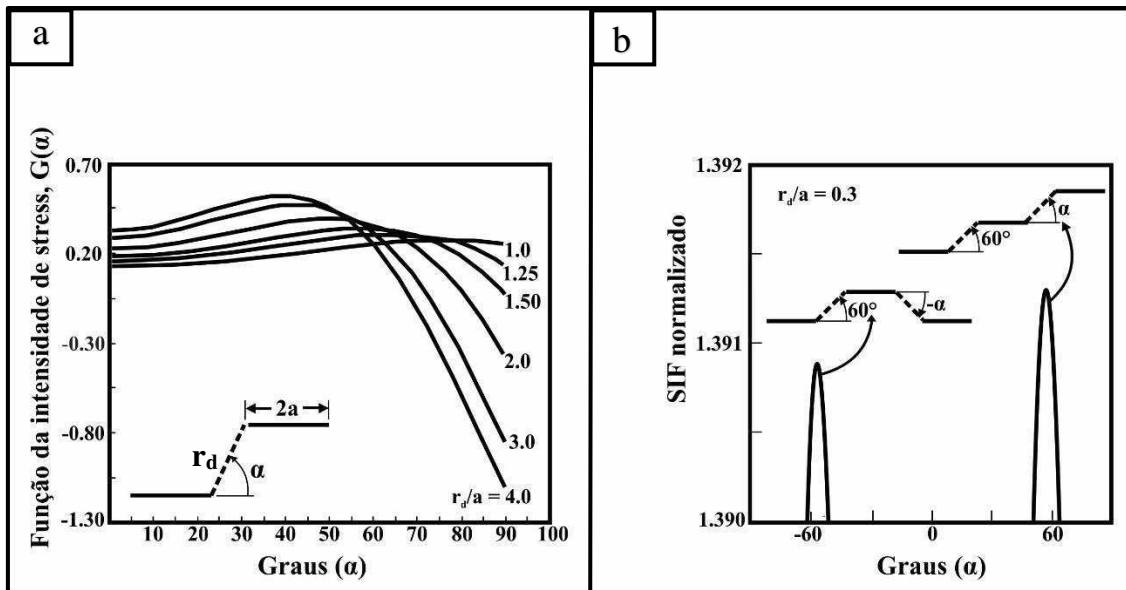 a
Função da intensidade de stress, G(α)
0.70
0.20
-0.30
-0.80
-1.30
1.0
1.25
1.50
2.0
3.0
r_d/a = 4.0
2a
r_d
α
10 20 30 40 50 60 70 80 90 100
Graus (α)
b
SIF normalizado
1.392
1.391
1.390
r_d/a = 0.3
α
60°
60°
-α
-60 0 60
Graus (α)